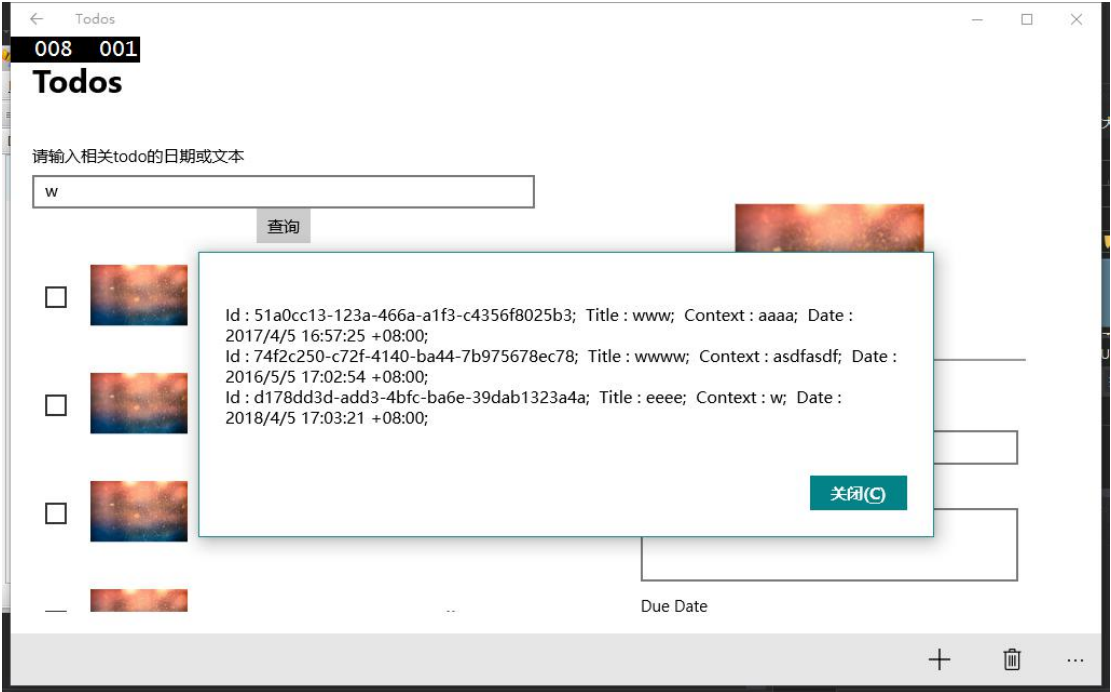 Todos
008 001
Todos
请输入相关todo的日期或文本
w
查询
Id : 51a0cc13-123a-466a-a1f3-c4356f8025b3; Title : www; Context : aaaa; Date :
2017/4/5 16:57:25 +08:00;
Id : 74f2c250-c72f-4140-ba44-7b975678ec78; Title : wwww; Context : asdfasdf; Date :
2016/5/5 17:02:54 +08:00;
Id : d178dd3d-add3-4bfc-ba6e-39dab1323a4a; Title : eeee; Context : w; Date :
2018/4/5 17:03:21 +08:00;
关闭(C)
Due Date